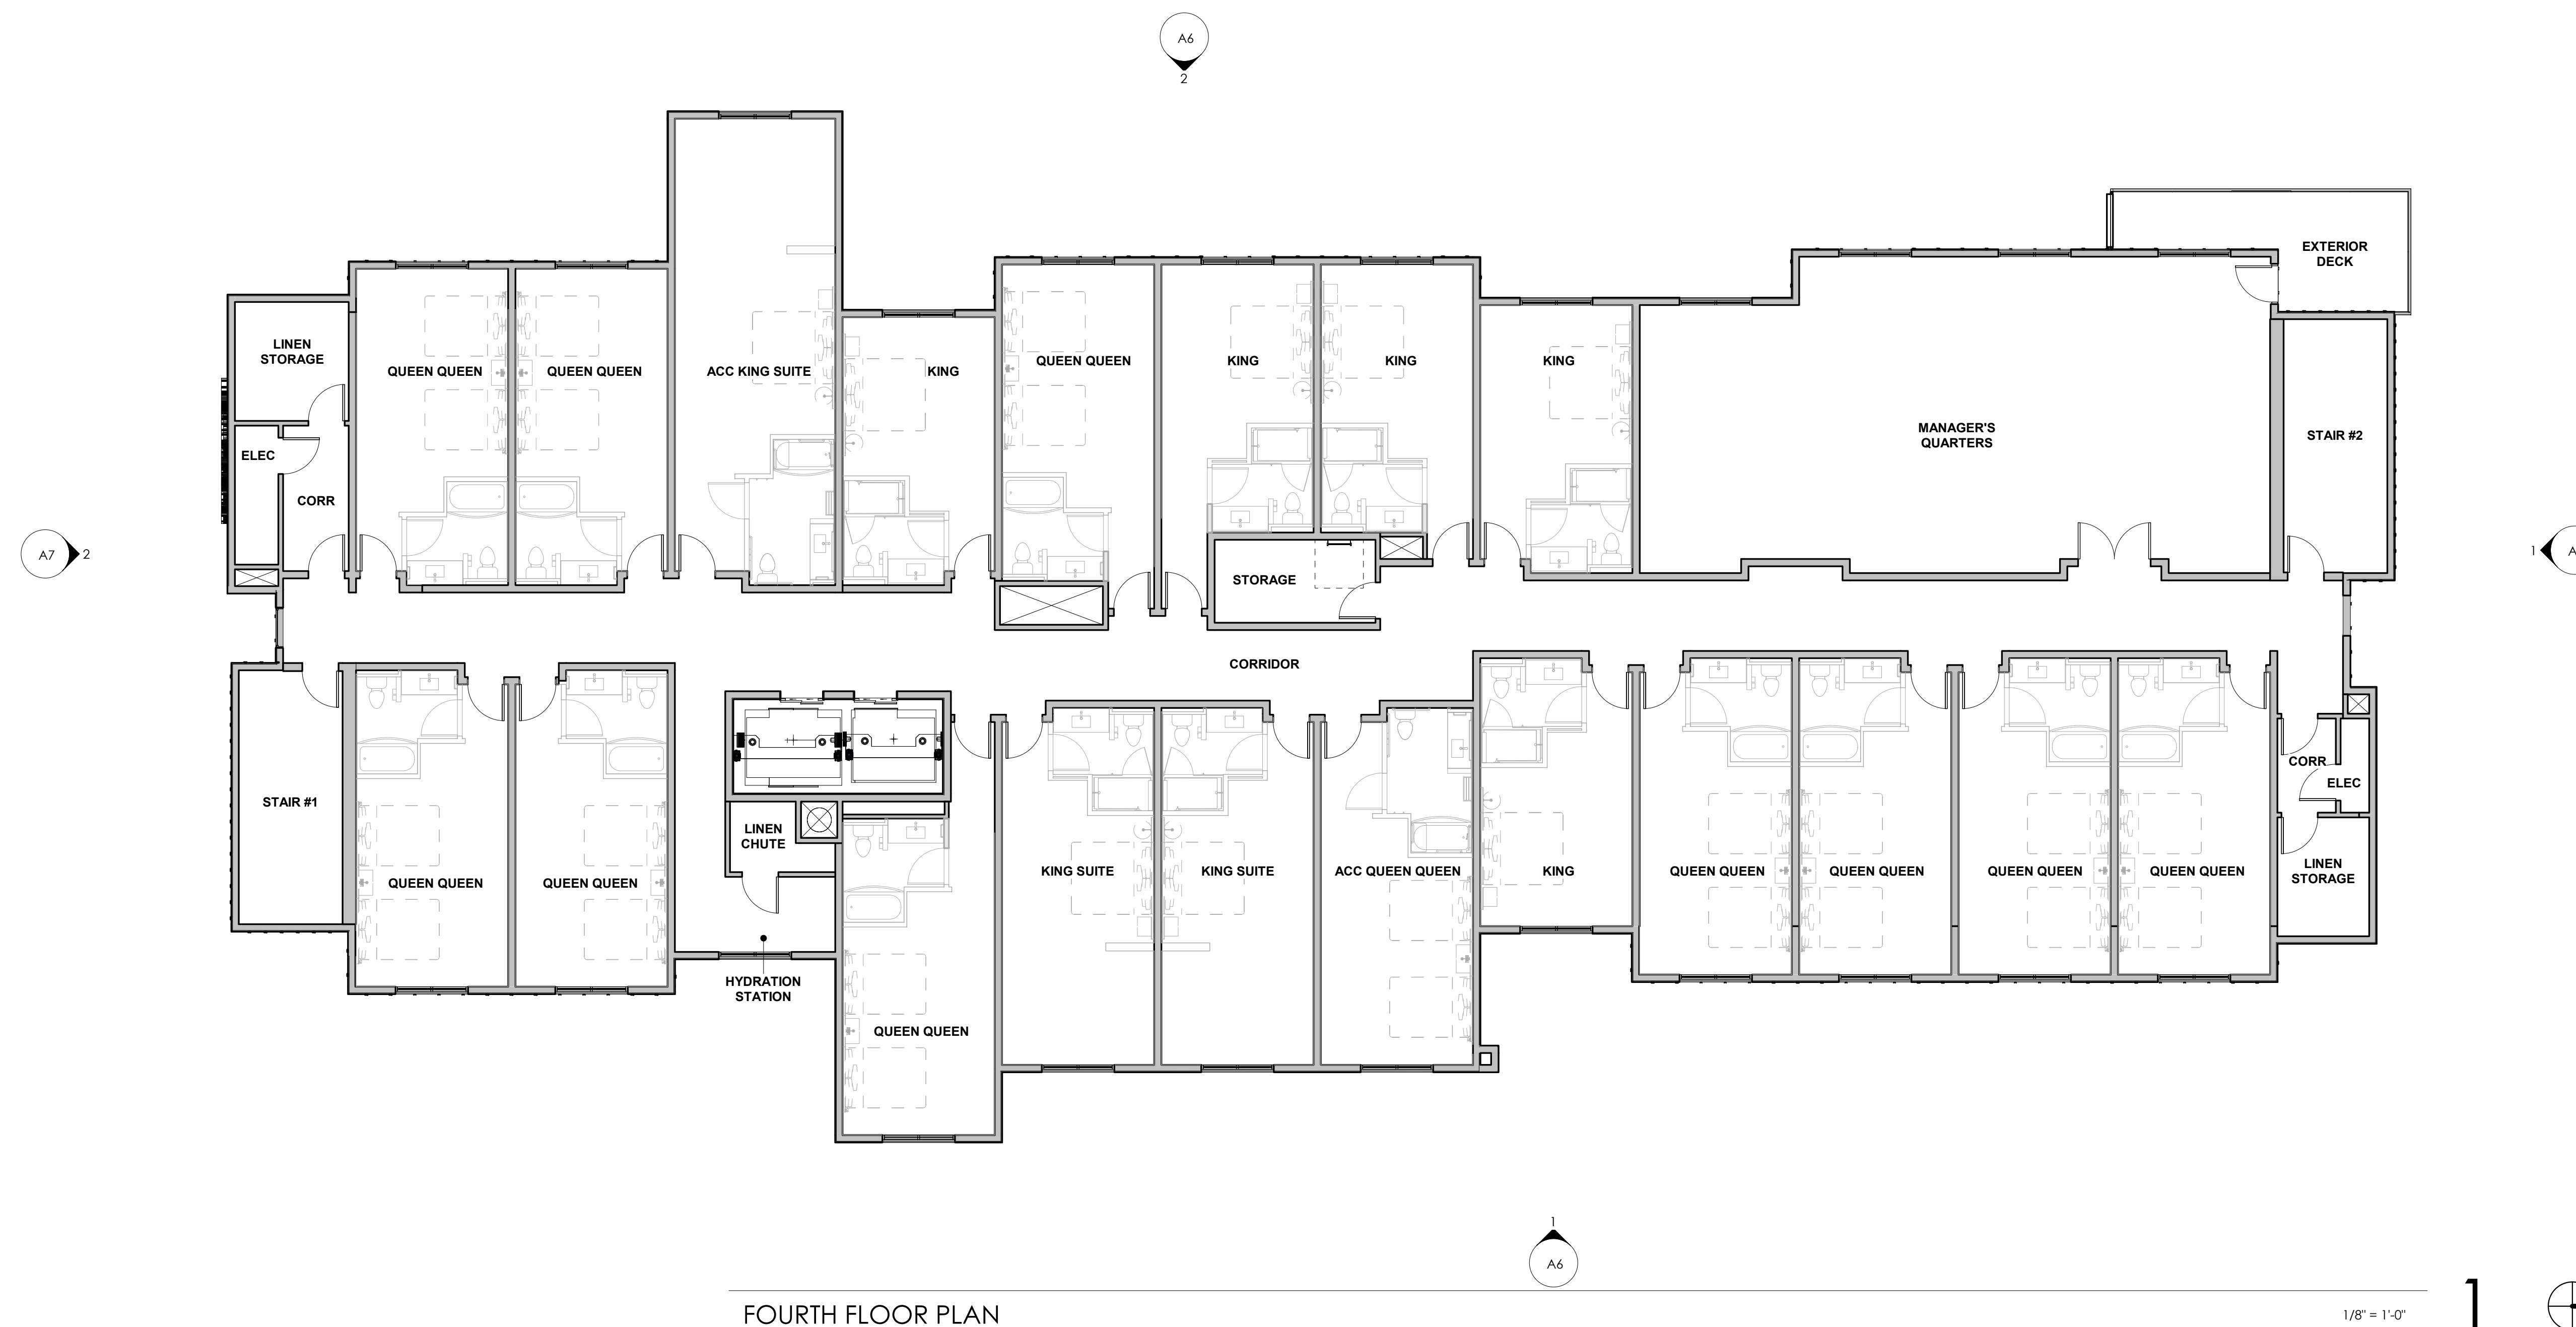 A6
2
EXTERIOR
DECK
LINEN
STORAGE
QUEEN QUEEN
QUEEN QUEEN
ACC KING SUITE
KING
QUEEN QUEEN
KING
KING
KING
MANAGER'S
QUARTERS
STAIR #2
ELEC
CORR
A7
2
1
A
STORAGE
CORRIDOR
STAIR #1
LINEN
CHUTE
CORR
ELEC
QUEEN QUEEN
QUEEN QUEEN
KING SUITE
KING SUITE
ACC QUEEN QUEEN
KING
QUEEN QUEEN
QUEEN QUEEN
QUEEN QUEEN
QUEEN QUEEN
LINEN
STORAGE
HYDRATION
STATION
QUEEN QUEEN
1
A6
FOURTH FLOOR PLAN
1/8" = 1'-0"
1